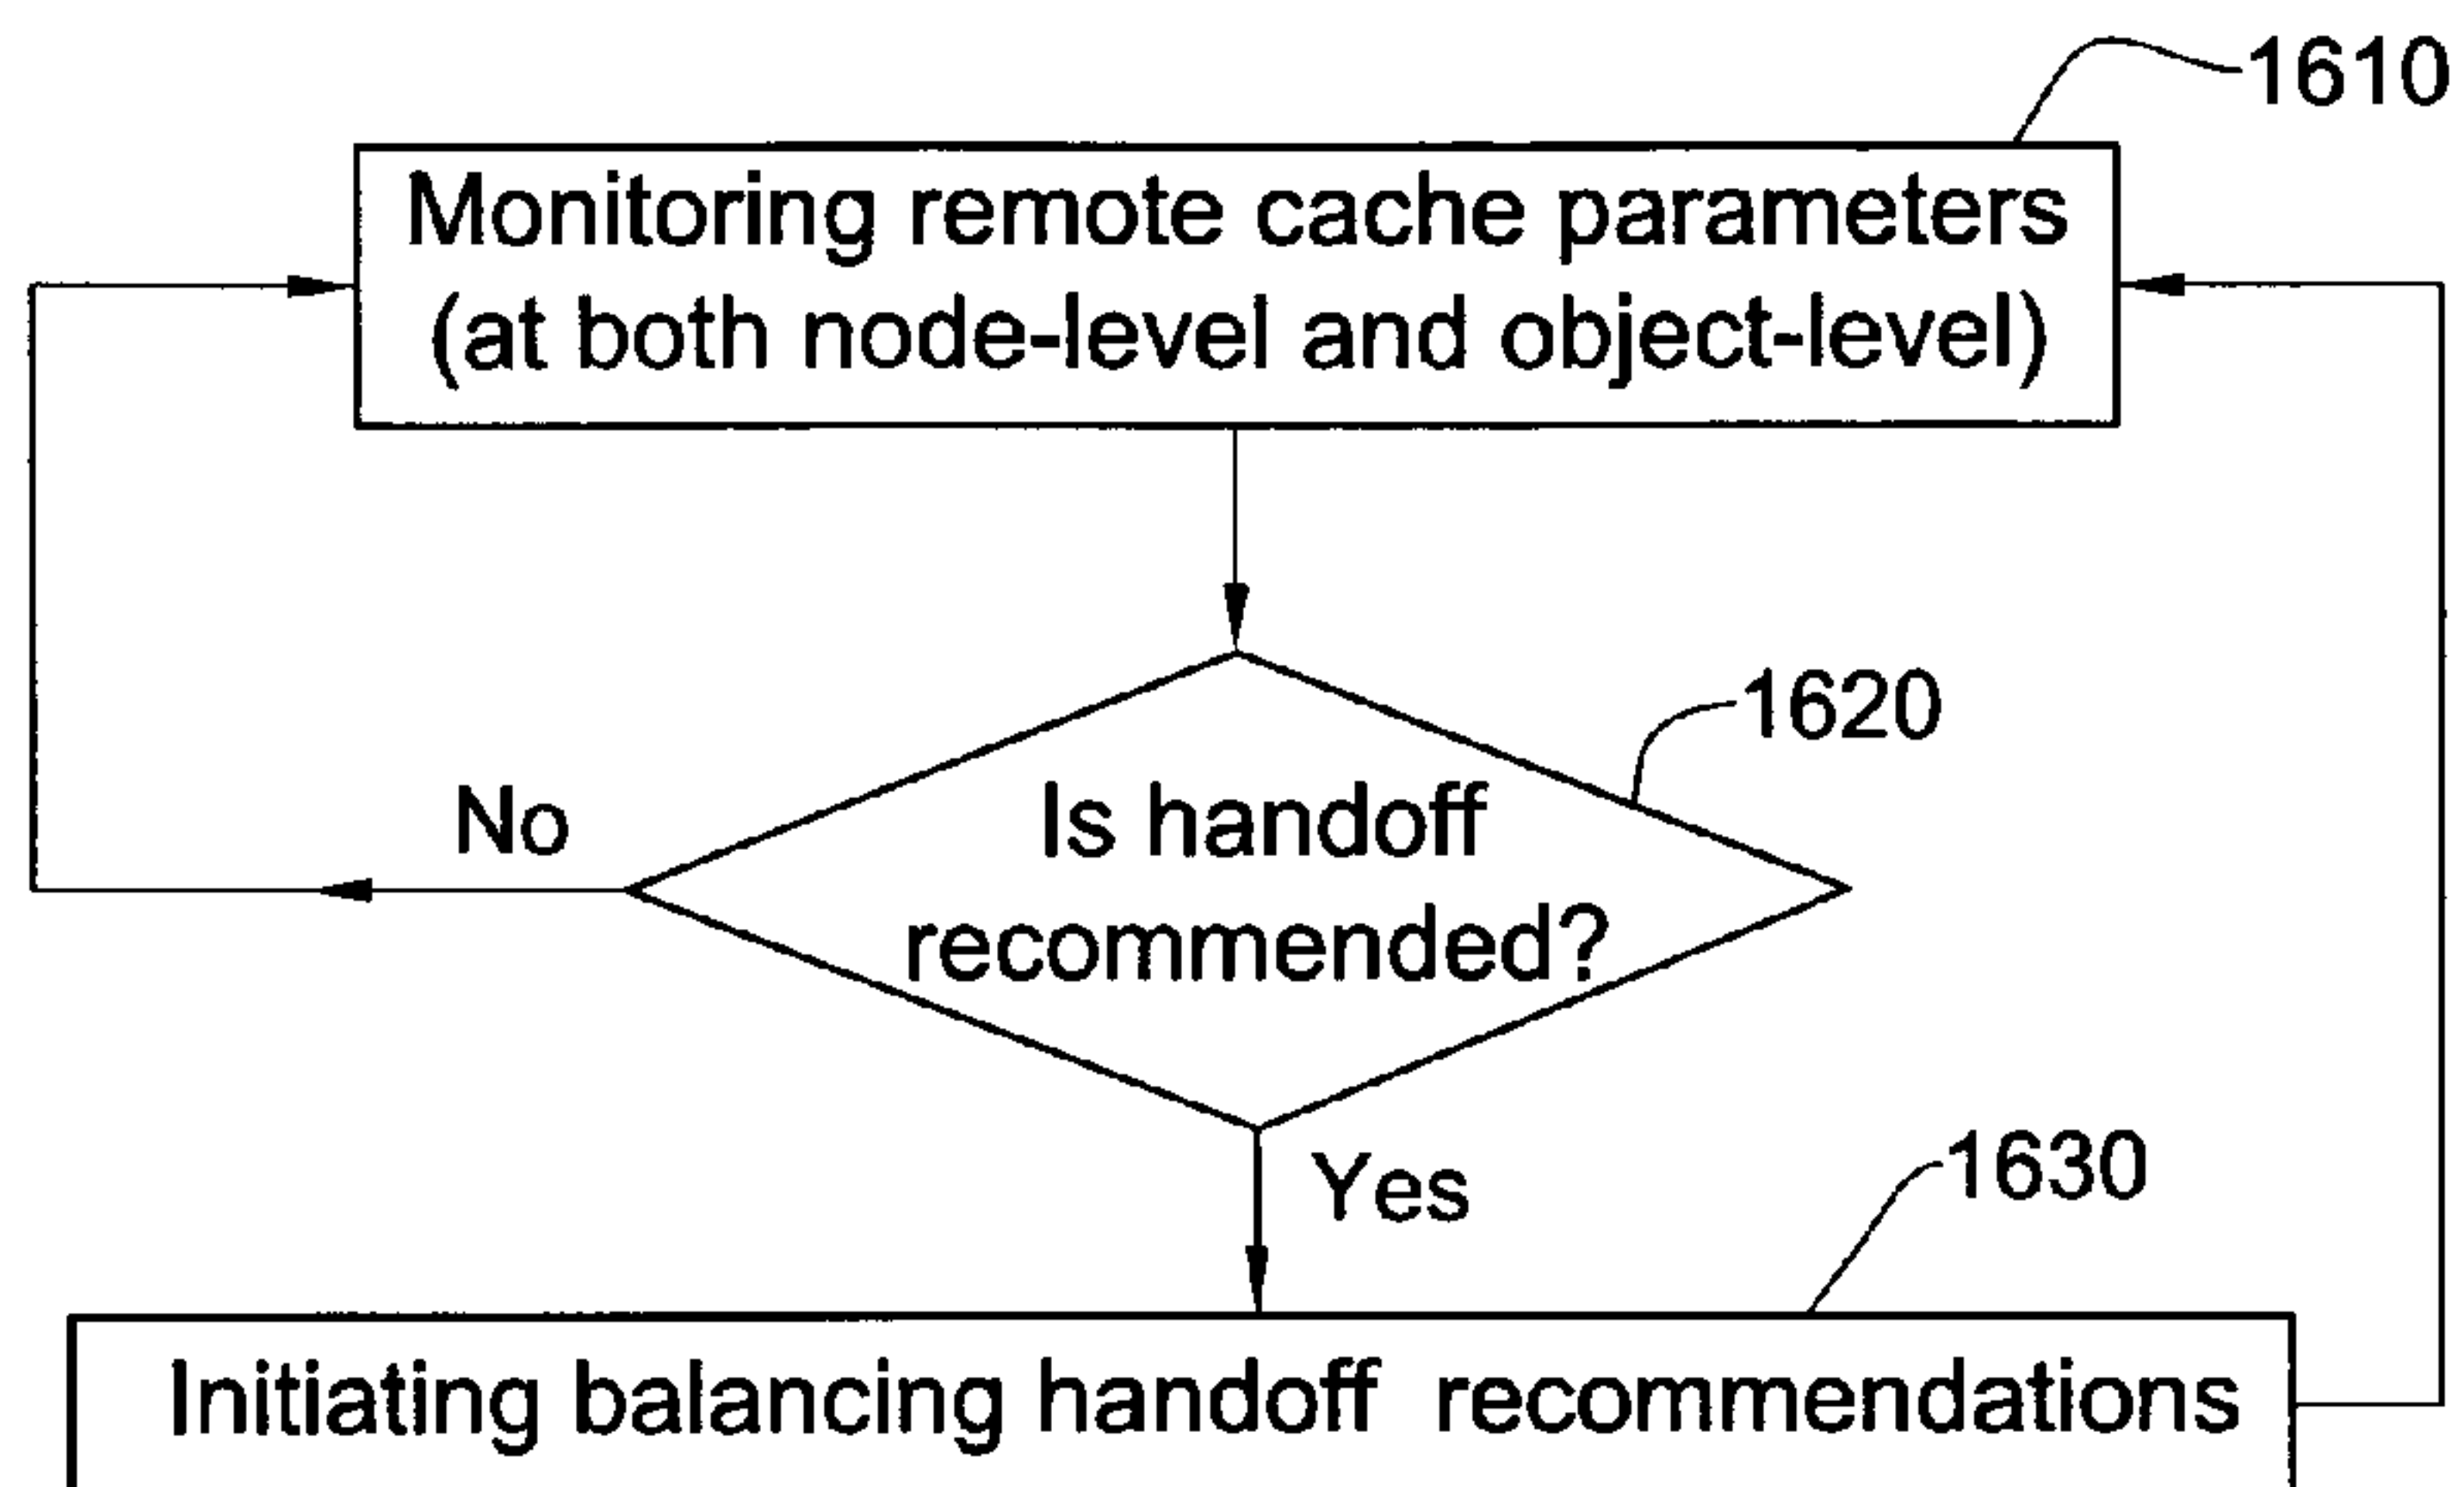 1610
Monitoring remote cache parameters
(at both node-level and object-level)
1620
No
Is handoff
recommended?
Yes
1630
Initiating balancing handoff recommendations